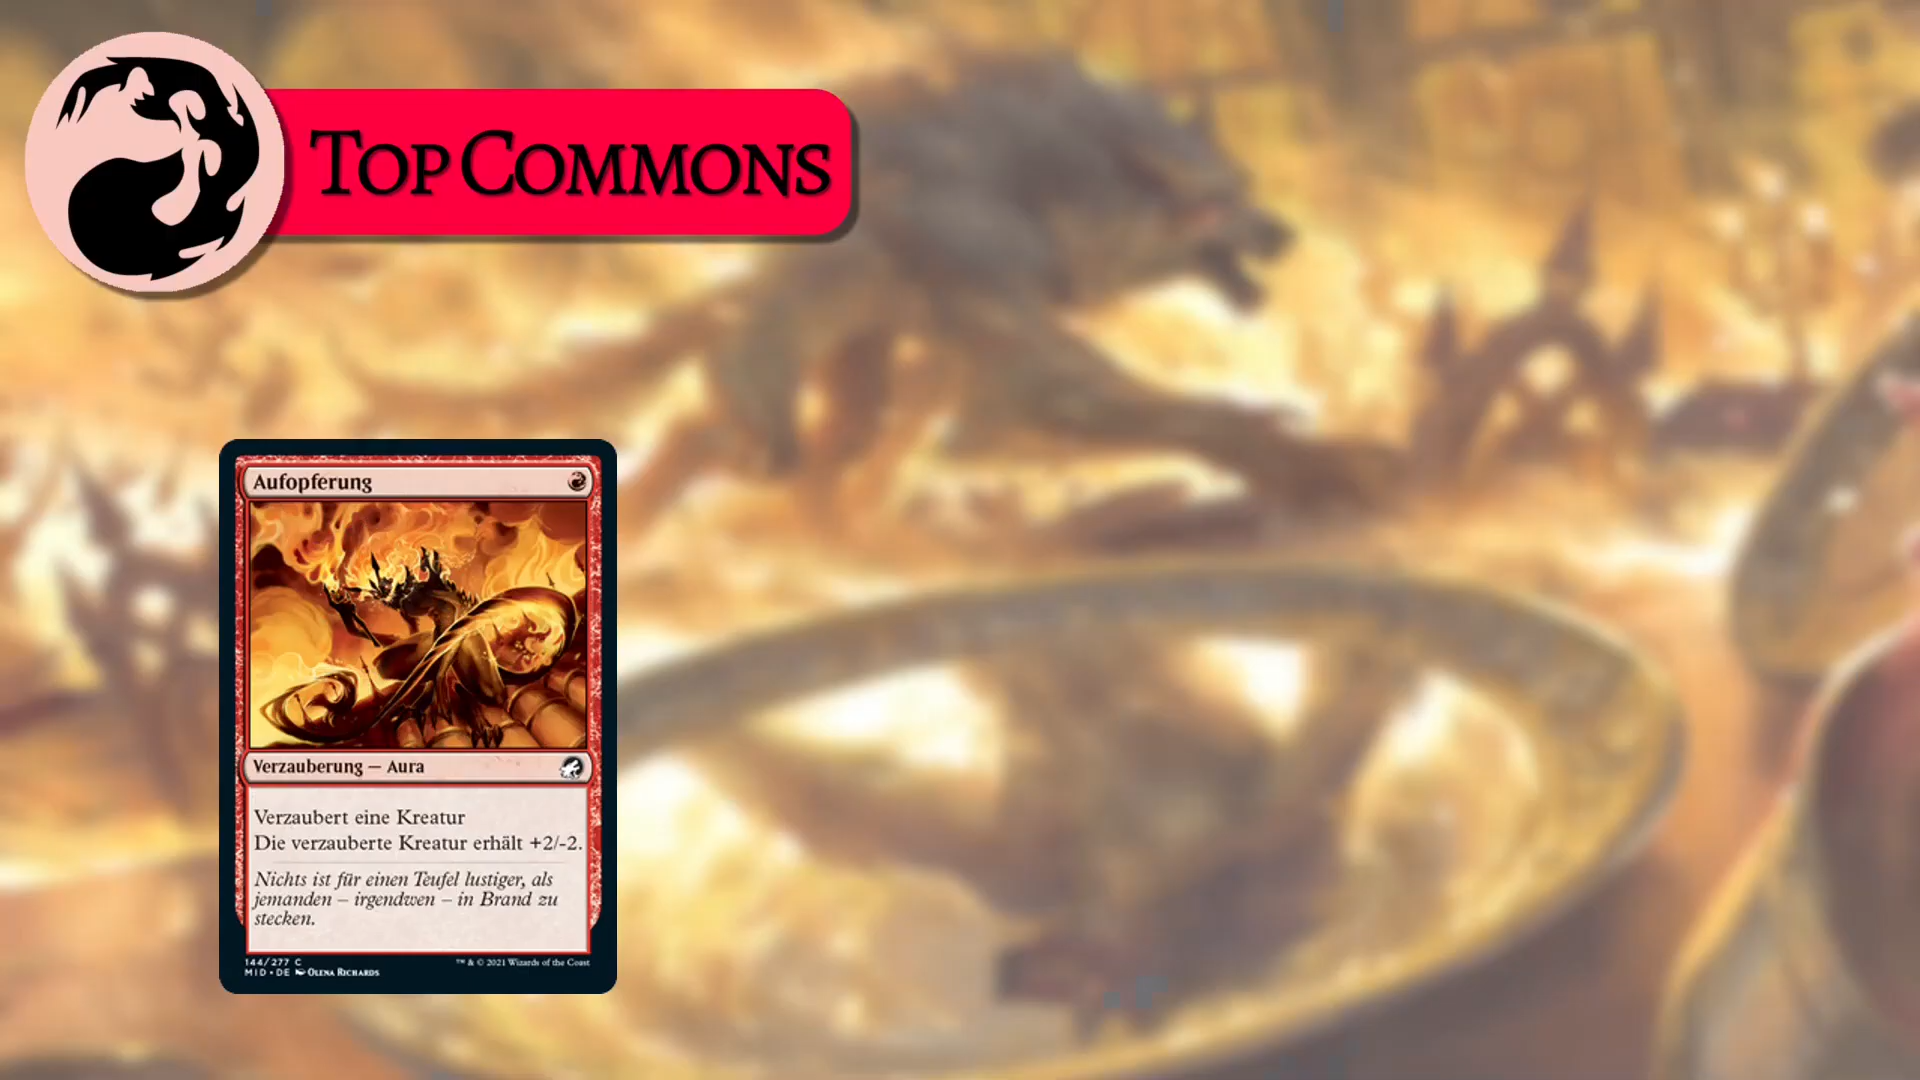 Top Commons
Aufopferung
Verzauberung — Aura
Verzaubert eine Kreatur
Die verzauberte Kreatur erhält +2/-2.
Nichts ist für einen Teufel lustiger, als
jemanden – irgendwen – in Brand zu
stecken.
144/277 C
MID • DE Olena Richards
™ & © 2021 Wizards of the Coast